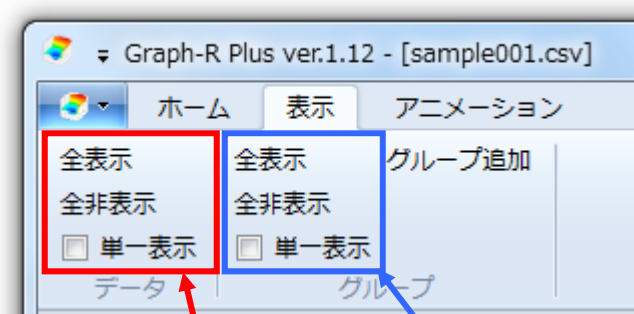 Graph-R Plus ver.1.12 - [sample001.csv]
ホーム 表示 アニメーション
全表示 全表示 グループ追加
全非表示 全非表示
単一表示 単一表示
データ グループ